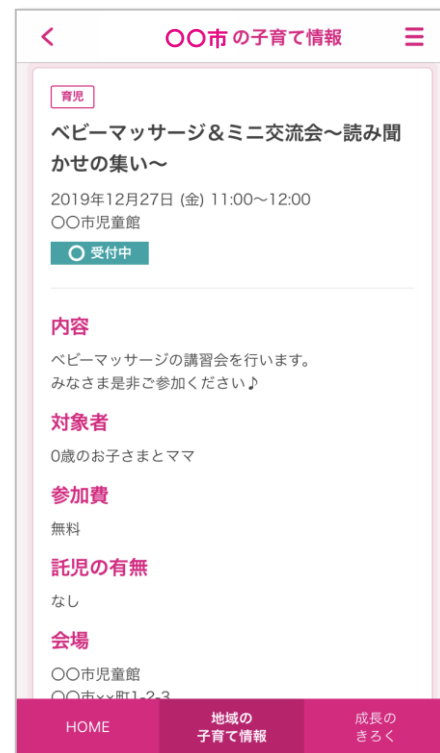 〇〇市の子育て情報
育児
ベビーマッサージ&ミニ交流会〜読み聞
かせの集い〜
2019年12月27日 (金) 11:00〜12:00
〇〇市児童館
受付中
内容
ベビーマッサージの講習会を行います。
みなさま是非ご参加ください♪
対象者
0歳のお子さまとママ
参加費
無料
託児の有無
なし
会場
〇〇市児童館
〇〇市××町1-2-3
HOME
地域の
子育て情報
成長の
きろく